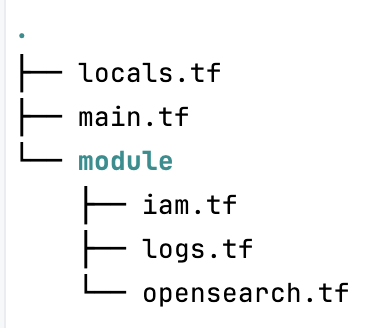 .
├── locals.tf
├── main.tf
└── module
    ├── iam.tf
    ├── logs.tf
    └── opensearch.tf